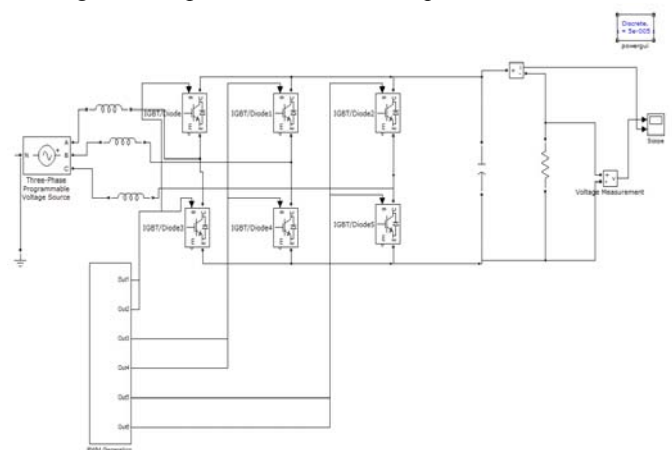 Discrete,
= 5e-005
powergui
IGBT/Diode
IGBT/Diode1
IGBT/Diode2
Scope
N
A
B
C
Three-Phase
Programmable
Voltage Source
Voltage Measurement
IGBT/Diode3
IGBT/Diode4
IGBT/Diode5
Out1
Out2
Out3
Out4
Out5
Out6